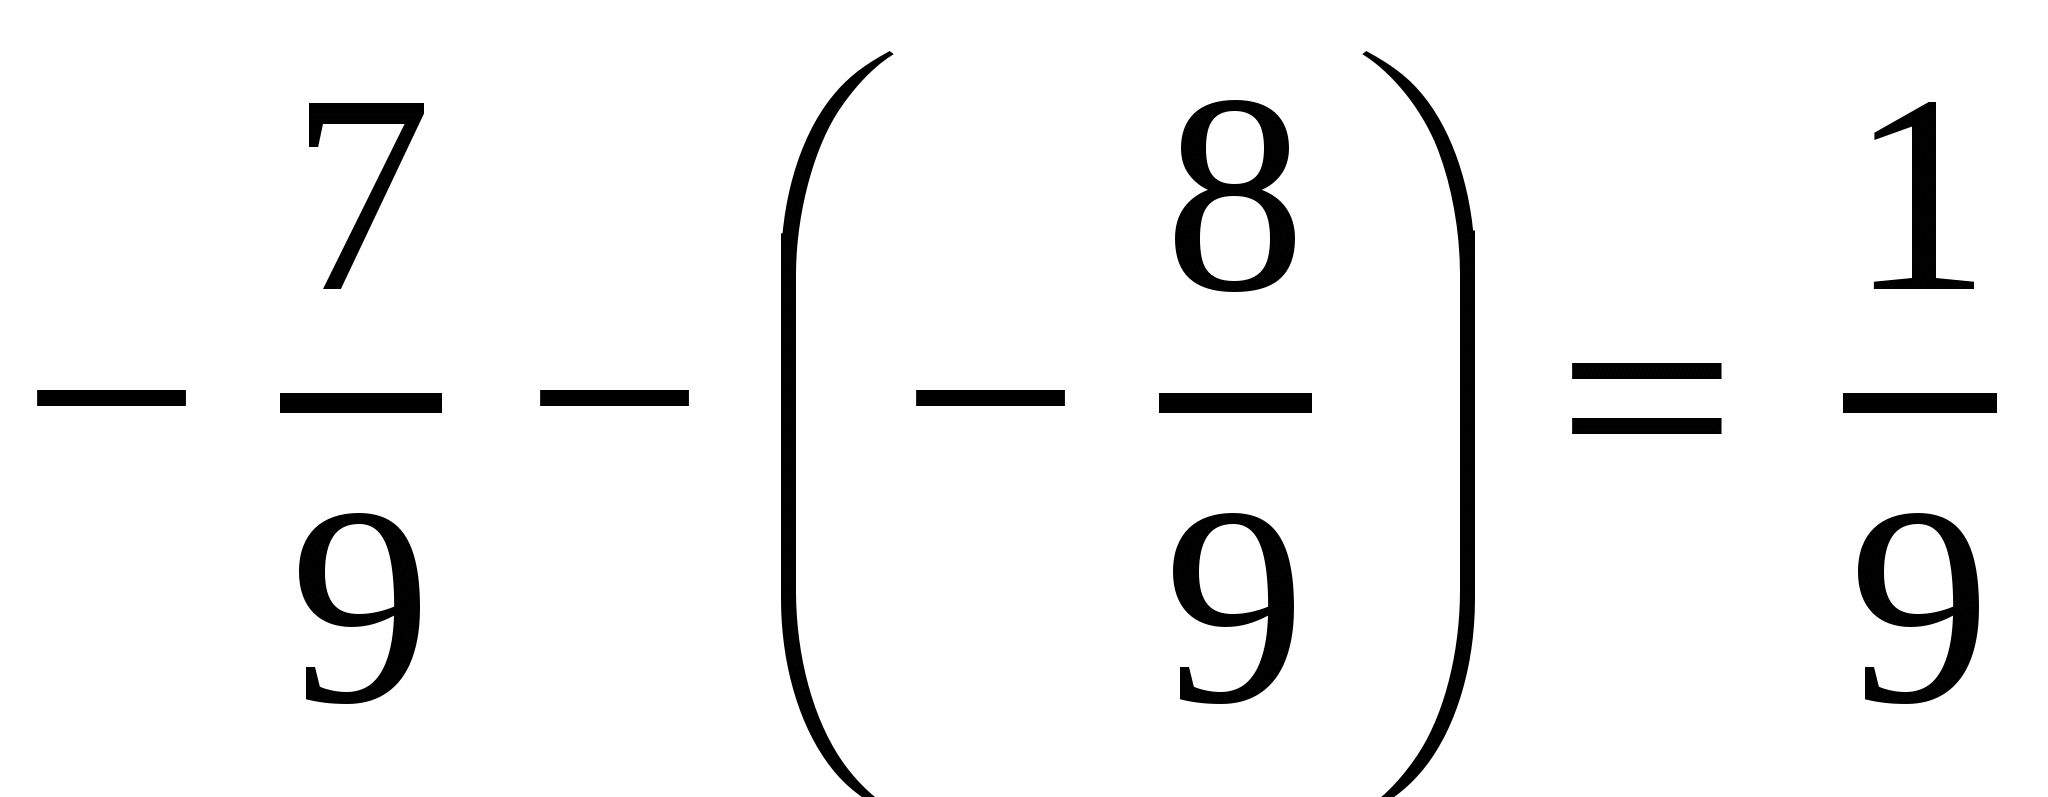 − 7/9 − (− 8/9) = 1/9